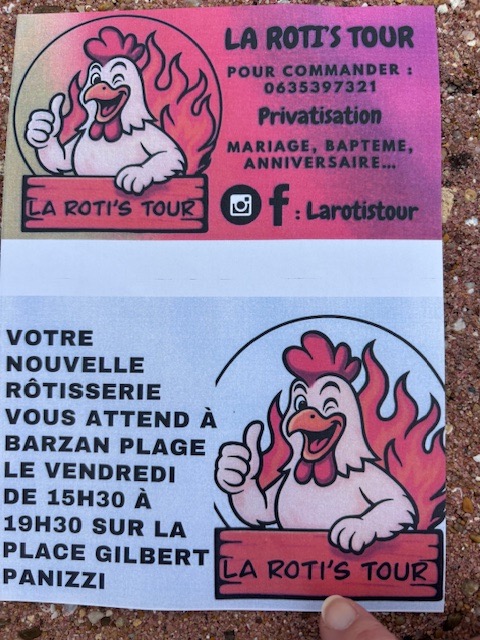 LA ROTI'S TOUR
LA ROTI'S TOUR
POUR COMMANDER :
0635397321
Privatisation
MARIAGE, BAPTEME,
ANNIVERSAIRE...
: Larotistour
VOTRE
NOUVELLE
RÔTISSERIE
VOUS ATTEND À
BARZAN PLAGE
LE VENDREDI
DE 15H30 À
19H30 SUR LA
PLACE GILBERT
PANIZZI
LA ROTI'S TOUR